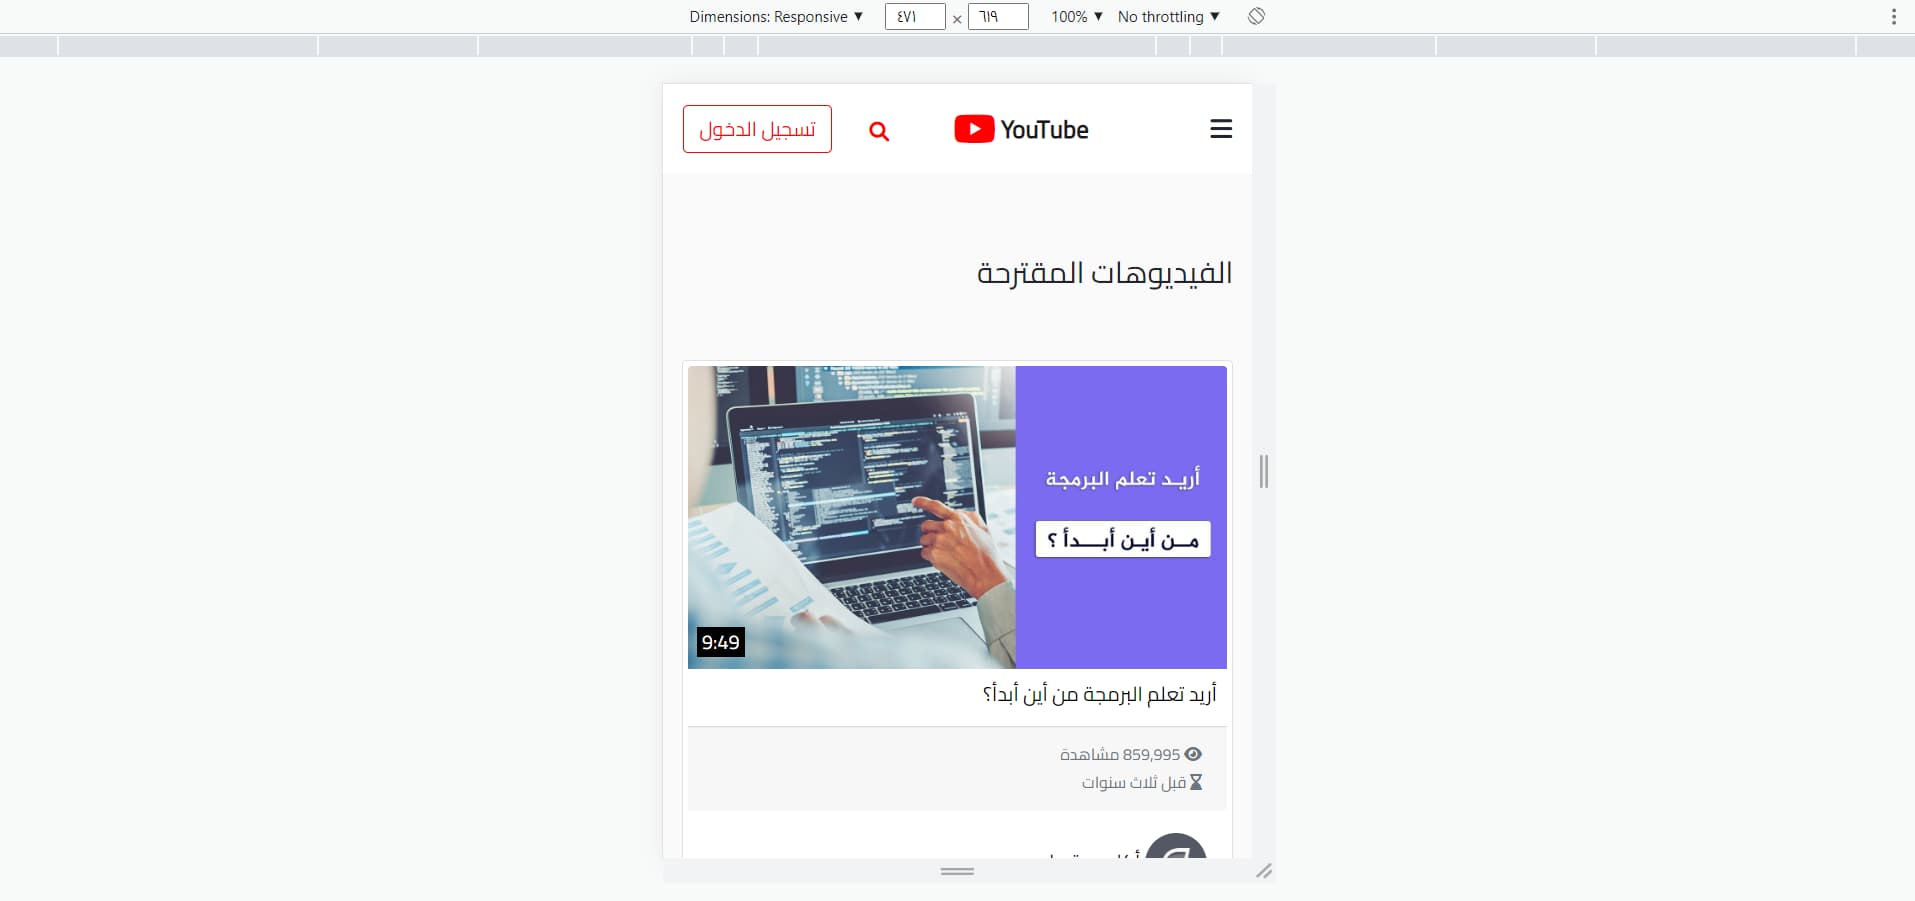 Dimensions: Responsive ▼ ٤٧١ × ٦١٩ 100% ▼ No throttling ▼
YouTube
تسجيل الدخول
الفيديوهات المقترحة
أريــد تعلم البرمجة
مــن أيـن أبـــدأ ؟
9:49
أريد تعلم البرمجة من أين أبدأ؟
859,995 مشاهدة
قبل ثلاث سنوات